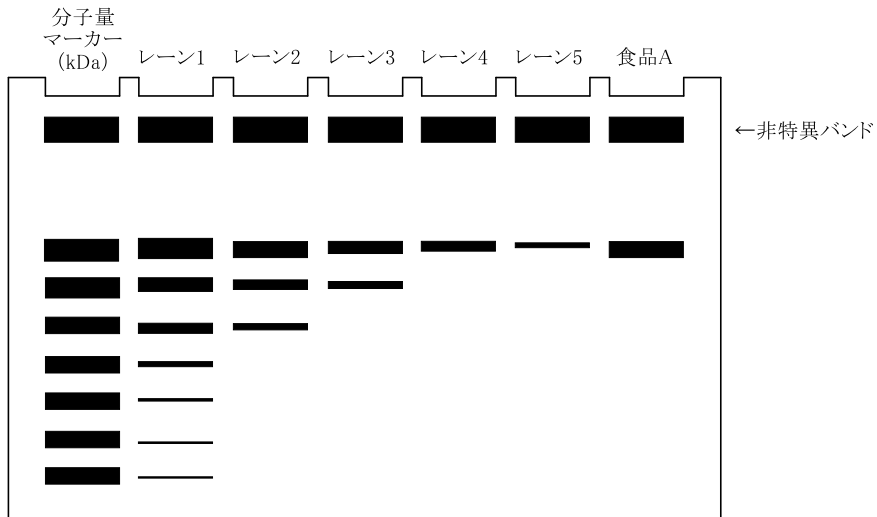 分子量
マーカー
(kDa)
レーン1
レーン2
レーン3
レーン4
レーン5
食品A
←非特異バンド